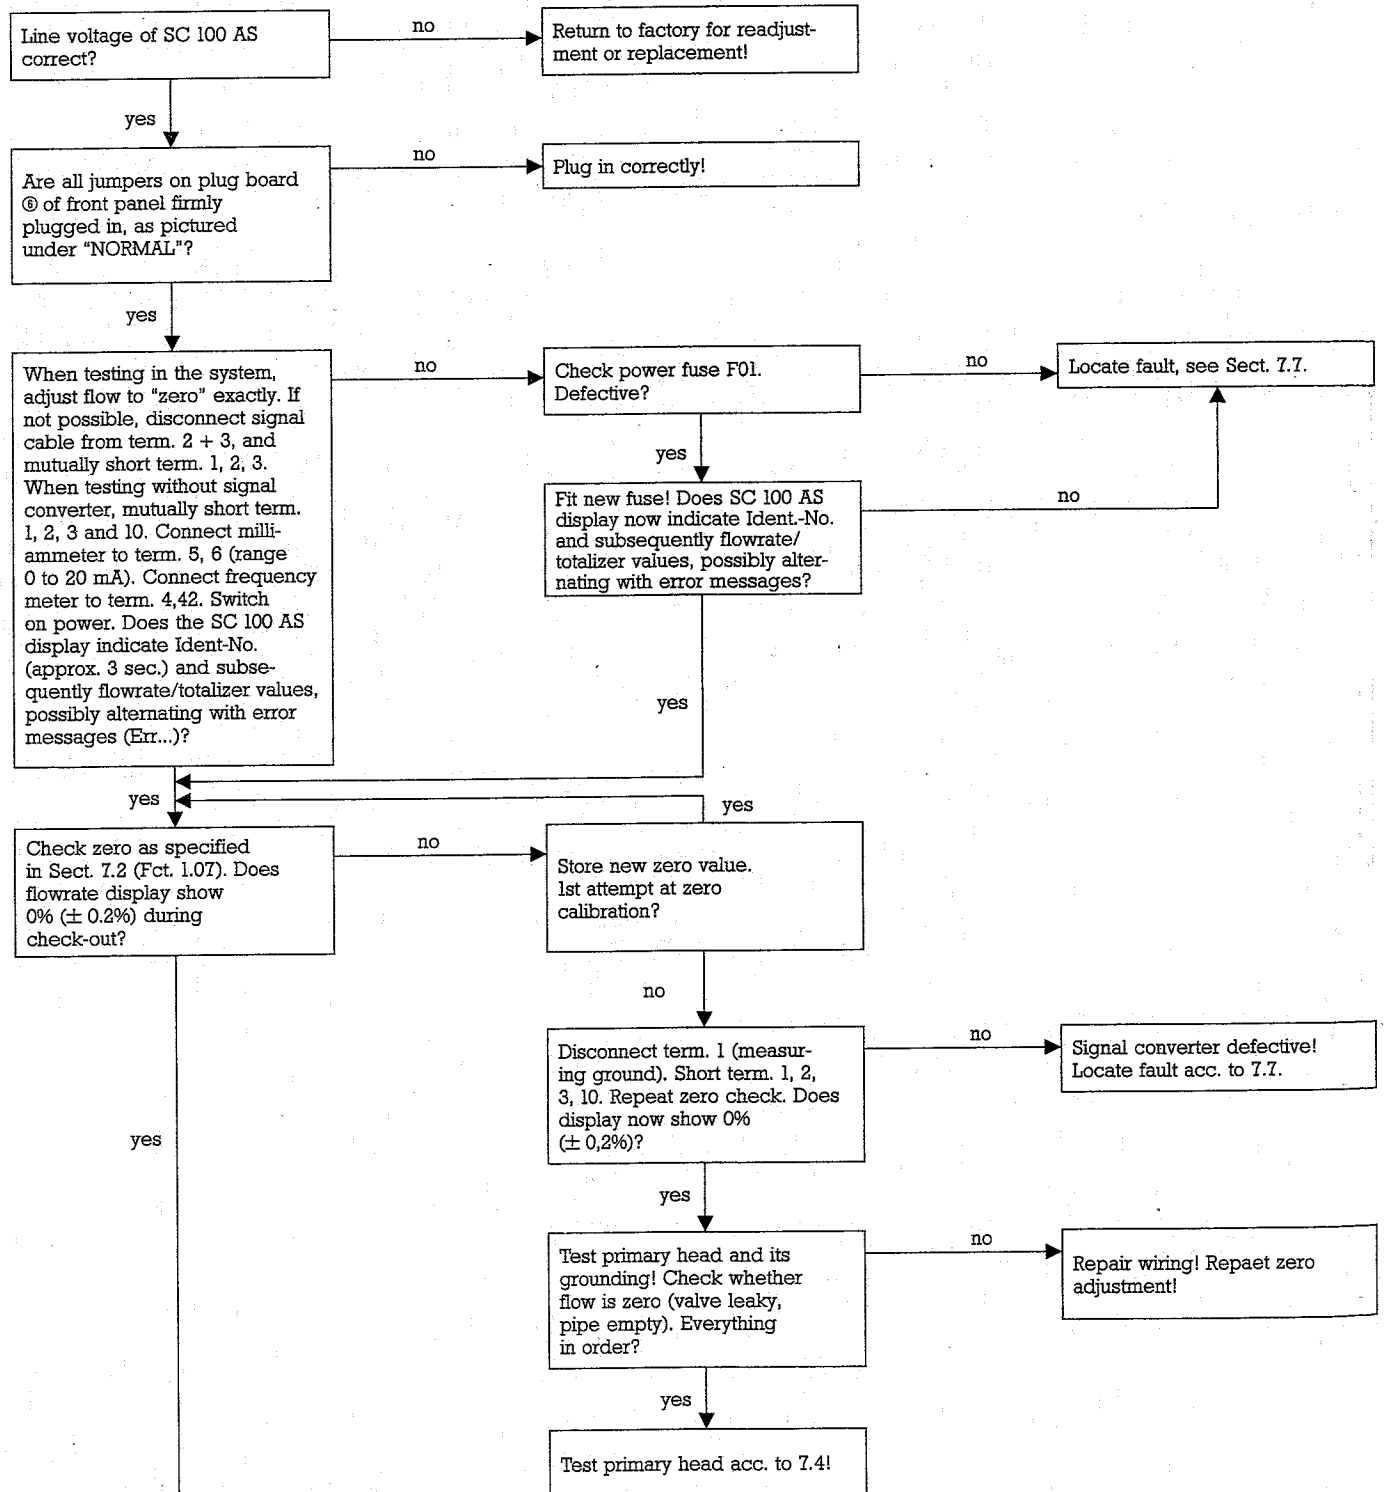 Line voltage of SC 100 AS
correct?
no
Return to factory for readjust-
ment or replacement!
yes
Are all jumpers on plug board
⑥ of front panel firmly
plugged in, as pictured
under “NORMAL”?
no
Plug in correctly!
yes
When testing in the system,
adjust flow to “zero” exactly. If
not possible, disconnect signal
cable from term. 2 + 3, and
mutually short term. 1, 2, 3.
When testing without signal
converter, mutually short term.
1, 2, 3 and 10. Connect milli-
ammeter to term. 5, 6 (range
0 to 20 mA). Connect frequency
meter to term. 4,42. Switch
on power. Does the SC 100 AS
display indicate Ident-No.
(approx. 3 sec.) and subse-
quently flowrate/totalizer values,
possibly alternating with error
messages (Err...)?
no
Check power fuse F01.
Defective?
no
Locate fault, see Sect. 7.7.
yes
Fit new fuse! Does SC 100 AS
display now indicate Ident.-No.
and subsequently flowrate/
totalizer values, possibly alter-
nating with error messages?
no
yes
yes
yes
Check zero as specified
in Sect. 7.2 (Fct. 1.07). Does
flowrate display show
0% (± 0.2%) during
check-out?
no
Store new zero value.
1st attempt at zero
calibration?
no
Disconnect term. 1 (measur-
ing ground). Short term. 1, 2,
3, 10. Repeat zero check. Does
display now show 0%
(± 0,2%)?
no
Signal converter defective!
Locate fault acc. to 7.7.
yes
yes
Test primary head and its
grounding! Check whether
flow is zero (valve leaky,
pipe empty). Everything
in order?
no
Repair wiring! Repaet zero
adjustment!
yes
Test primary head acc. to 7.4!